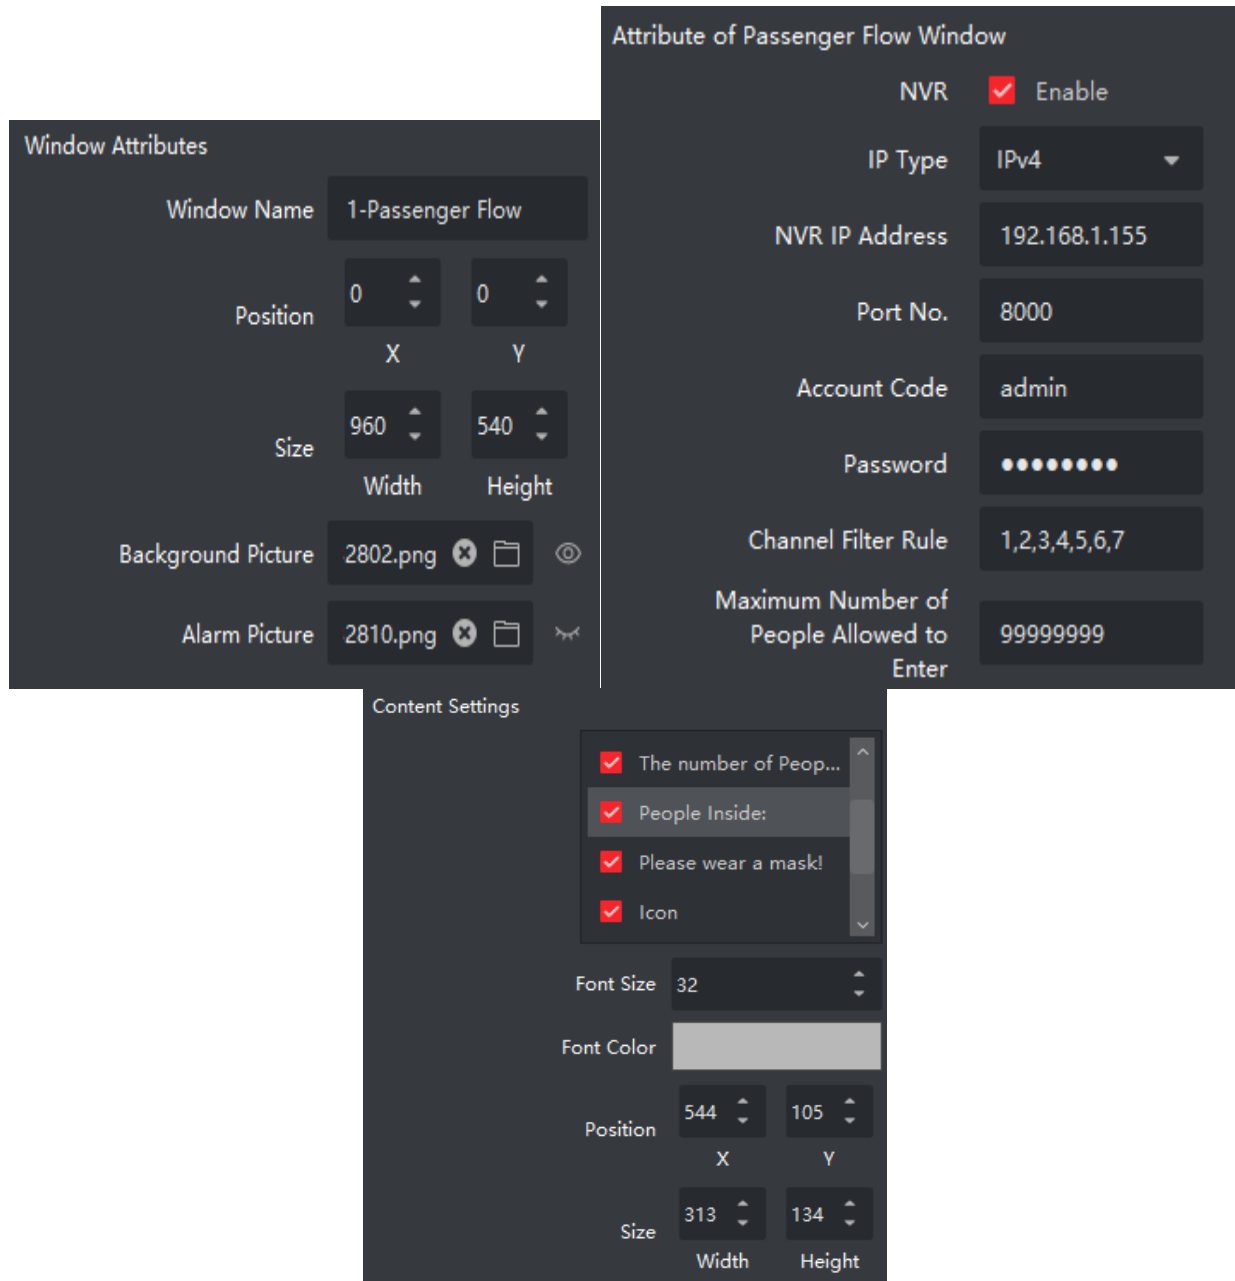 Window Attributes
Window Name 1-Passenger Flow
Position 0 0
X Y
Size 960 540
Width Height
Background Picture 2802.png
Alarm Picture 2810.png
Attribute of Passenger Flow Window
NVR Enable
IP Type IPv4
NVR IP Address 192.168.1.155
Port No. 8000
Account Code admin
Password ●●●●●●●●
Channel Filter Rule 1,2,3,4,5,6,7
Maximum Number of
People Allowed to
Enter 99999999
Content Settings
The number of Peop...
People Inside:
Please wear a mask!
Icon
Font Size 32
Font Color
Position 544 105
X Y
Size 313 134
Width Height